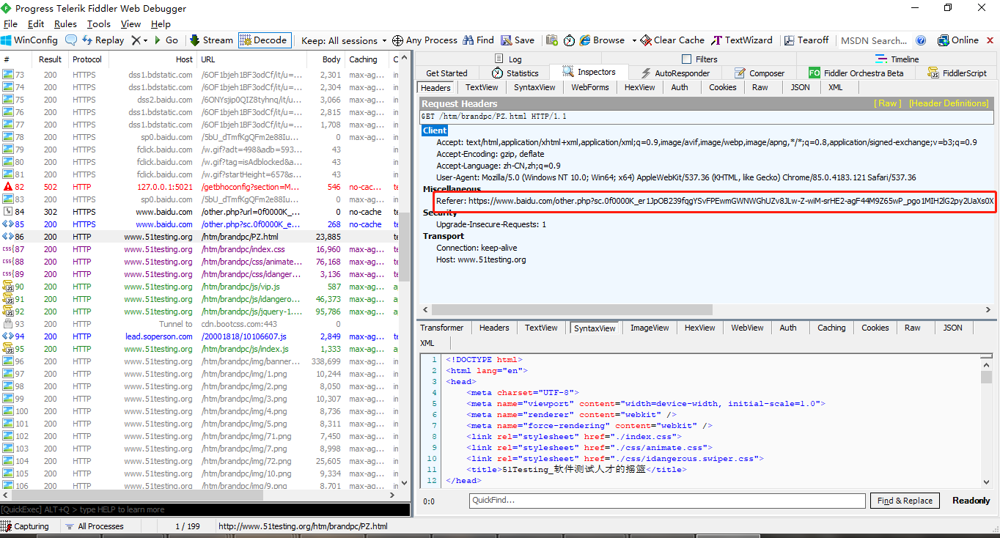 Progress Telerik Fiddler Web Debugger
File Edit Rules Tools View Help
WinConfig Replay Go Stream Decode Keep: All sessions Any Process Find Save Browse Clear Cache TextWizard Tearoff MSDN Search... Online
# Result Protocol Host URL Body Caching C
73 200 HTTPS dss1.bdstatic.com /6OF1bjeh1BF3odCf/it/u=... 2,301 max-ag... im
74 200 HTTPS dss1.bdstatic.com /6OF1bjeh1BF3odCf/it/u=... 2,304 max-ag... im
75 200 HTTPS dss2.baidu.com /6ONYsjip0QIZ8tyhnq/it/u... 3,066 max-ag... im
76 200 HTTPS dss1.bdstatic.com /6OF1bjeh1BF3odCf/it/u=... 2,815 max-ag... im
77 200 HTTPS dss1.bdstatic.com /6OF1bjeh1BF3odCf/it/u=... 1,708 max-ag... im
78 200 HTTPS sp0.baidu.com /5bU_dTmfKgQFm2e88Iu... 0 max-ag...
79 200 HTTPS fclick.baidu.com /w.gif?adt=498&adb=593... 43
80 200 HTTPS fclick.baidu.com /w.gif?tag=isAdblocked&a... 43
81 200 HTTPS fclick.baidu.com /w.gif?startHeight=657&s... 43
82 502 HTTP 127.0.0.1:5021 /getbhoconfig?section=M... 546 no-cac... te
83 200 HTTPS sp0.baidu.com /5bU_dTmfKgQFm2e88Iu... 0 max-ag...
84 302 HTTPS www.baidu.com /other.php?url=0f0000K_... 0 no-cache
85 200 HTTPS www.baidu.com /other.php?sc.0f0000K_e... 268 no-cache te
86 200 HTTP www.51testing.org /htm/brandpc/PZ.html 23,885 te
87 200 HTTP www.51testing.org /htm/brandpc/index.css 16,960 max-ag... te
88 200 HTTP www.51testing.org /htm/brandpc/css/animate... 76,168 max-ag... te
89 200 HTTP www.51testing.org /htm/brandpc/css/idanger... 3,136 max-ag... te
90 200 HTTP www.51testing.org /htm/brandpc/js/vip.js 587 max-ag... a
91 200 HTTP www.51testing.org /htm/brandpc/js/idangero... 46,373 max-ag... a
92 200 HTTP www.51testing.org /htm/brandpc/js/jquery-1.... 95,786 max-ag... a
93 200 HTTP Tunnel to cdn.bootcss.com:443 0
94 200 HTTP lead.soperson.com /20001818/10106607.js 2,849 max-ag... te
95 200 HTTP www.51testing.org /htm/brandpc/js/index.js 1,333 max-ag... a
96 200 HTTP www.51testing.org /htm/brandpc/img/banner... 338,699 max-ag... im
97 200 HTTP www.51testing.org /htm/brandpc/img/1.png 10,244 max-ag... im
98 200 HTTP www.51testing.org /htm/brandpc/img/2.png 8,050 max-ag... im
99 200 HTTP www.51testing.org /htm/brandpc/img/3.png 10,307 max-ag... im
100 200 HTTP www.51testing.org /htm/brandpc/img/4.png 8,736 max-ag... im
101 200 HTTP www.51testing.org /htm/brandpc/img/5.png 8,311 max-ag... im
102 200 HTTP www.51testing.org /htm/brandpc/img/71.png 7,450 max-ag... im
103 200 HTTP www.51testing.org /htm/brandpc/img/7.png 8,998 max-ag... im
104 200 HTTP www.51testing.org /htm/brandpc/img/72.png 25,605 max-ag... im
105 200 HTTP www.51testing.org /htm/brandpc/img/10.png 9,334 max-ag... im
106 200 HTTP www.51testing.org /htm/brandpc/img/9.png 8,701 max-ag... im
[QuickExec] ALT+Q > type HELP to learn more
Log Filters Timeline
Get Started Statistics Inspectors AutoResponder Composer FO Fiddler Orchestra Beta FiddlerScript
Headers TextView SyntaxView WebForms HexView Auth Cookies Raw JSON XML
Request Headers [ Raw ] [Header Definitions]
GET /htm/brandpc/PZ.html HTTP/1.1
Client
Accept: text/html,application/xhtml+xml,application/xml;q=0.9,image/avif,image/webp,image/apng,*/*;q=0.8,application/signed-exchange;v=b3;q=0.9
Accept-Encoding: gzip, deflate
Accept-Language: zh-CN,zh;q=0.9
User-Agent: Mozilla/5.0 (Windows NT 10.0; Win64; x64) AppleWebKit/537.36 (KHTML, like Gecko) Chrome/85.0.4183.121 Safari/537.36
Miscellaneous
Referer: https://www.baidu.com/other.php?sc.0f0000K_er1JpOB239fqgYSvFPEwmGWNWGhUZv8JLw-Z-wiM-srHE2-agF44M9Z65wP_pgo1MIH2lG2py2UaXs0X
Security
Upgrade-Insecure-Requests: 1
Transport
Connection: keep-alive
Host: www.51testing.org
Transformer Headers TextView SyntaxView ImageView HexView WebView Auth Caching Cookies Raw JSON
XML
1 <!DOCTYPE html>
2 <html lang="en">
3 <head>
4 <meta charset="UTF-8">
5 <meta name="viewport" content="width=device-width, initial-scale=1.0">
6 <meta name="renderer" content="webkit" />
7 <meta name="force-rendering" content="webkit" />
8 <link rel="stylesheet" href="./index.css">
9 <link rel="stylesheet" href="./css/animate.css">
10 <link rel="stylesheet" href="./css/idangerous.swiper.css">
11 <title>51Testing_软件测试人才的摇篮</title>
12 </head>
0:0 QuickFind... Find & Replace Readonly
Capturing All Processes 1 / 199 http://www.51testing.org/htm/brandpc/PZ.html